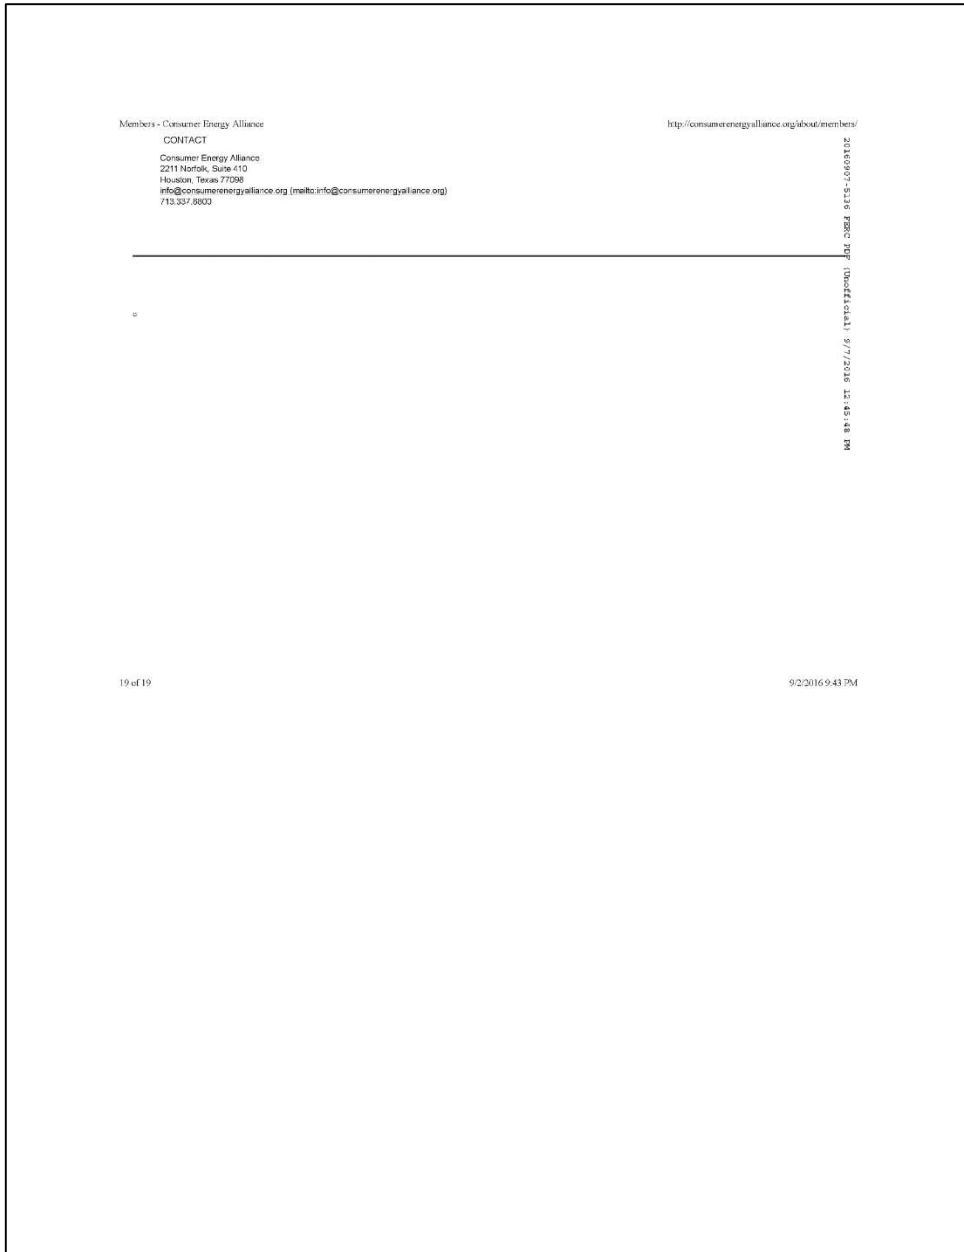 Members - Consumer Energy Alliance
http://consumerenergyalliance.org/about/members/
CONTACT
Consumer Energy Alliance
2211 Norfolk, Suite 410
Houston, Texas 77098
info@consumerenergyalliance.org (mailto:info@consumerenergyalliance.org)
713.337.8800
20160907-5136 FERC PDF (Unofficial) 9/7/2016 12:45:48 PM
19 of 19
9/2/2016 9:43 PM